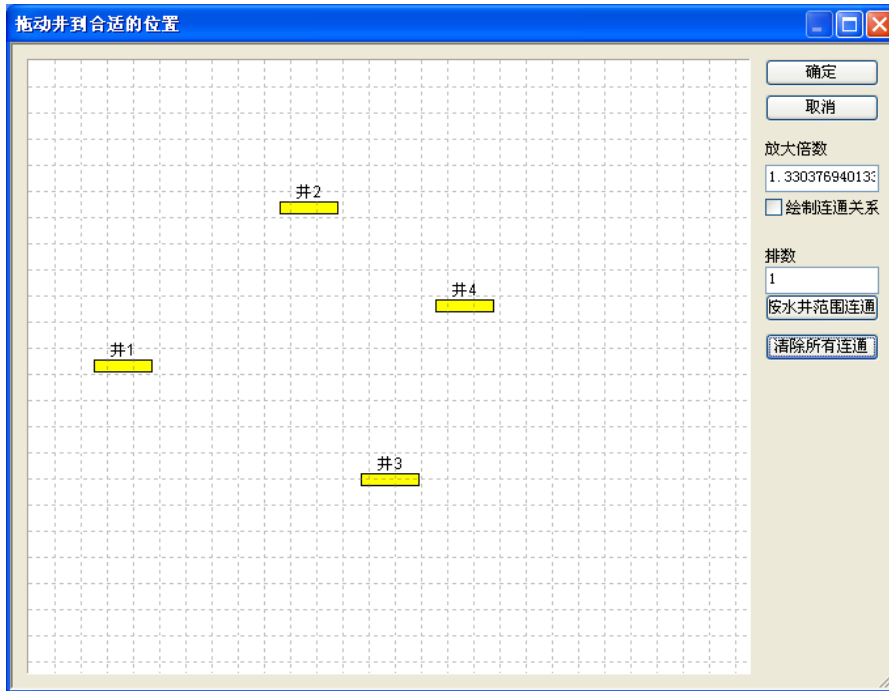 拖动井到合适的位置
确定
取消
放大倍数
1.330376940133
绘制连通关系
排数
1
按水井范围连通
清除所有连通
井2
井4
井1
井3